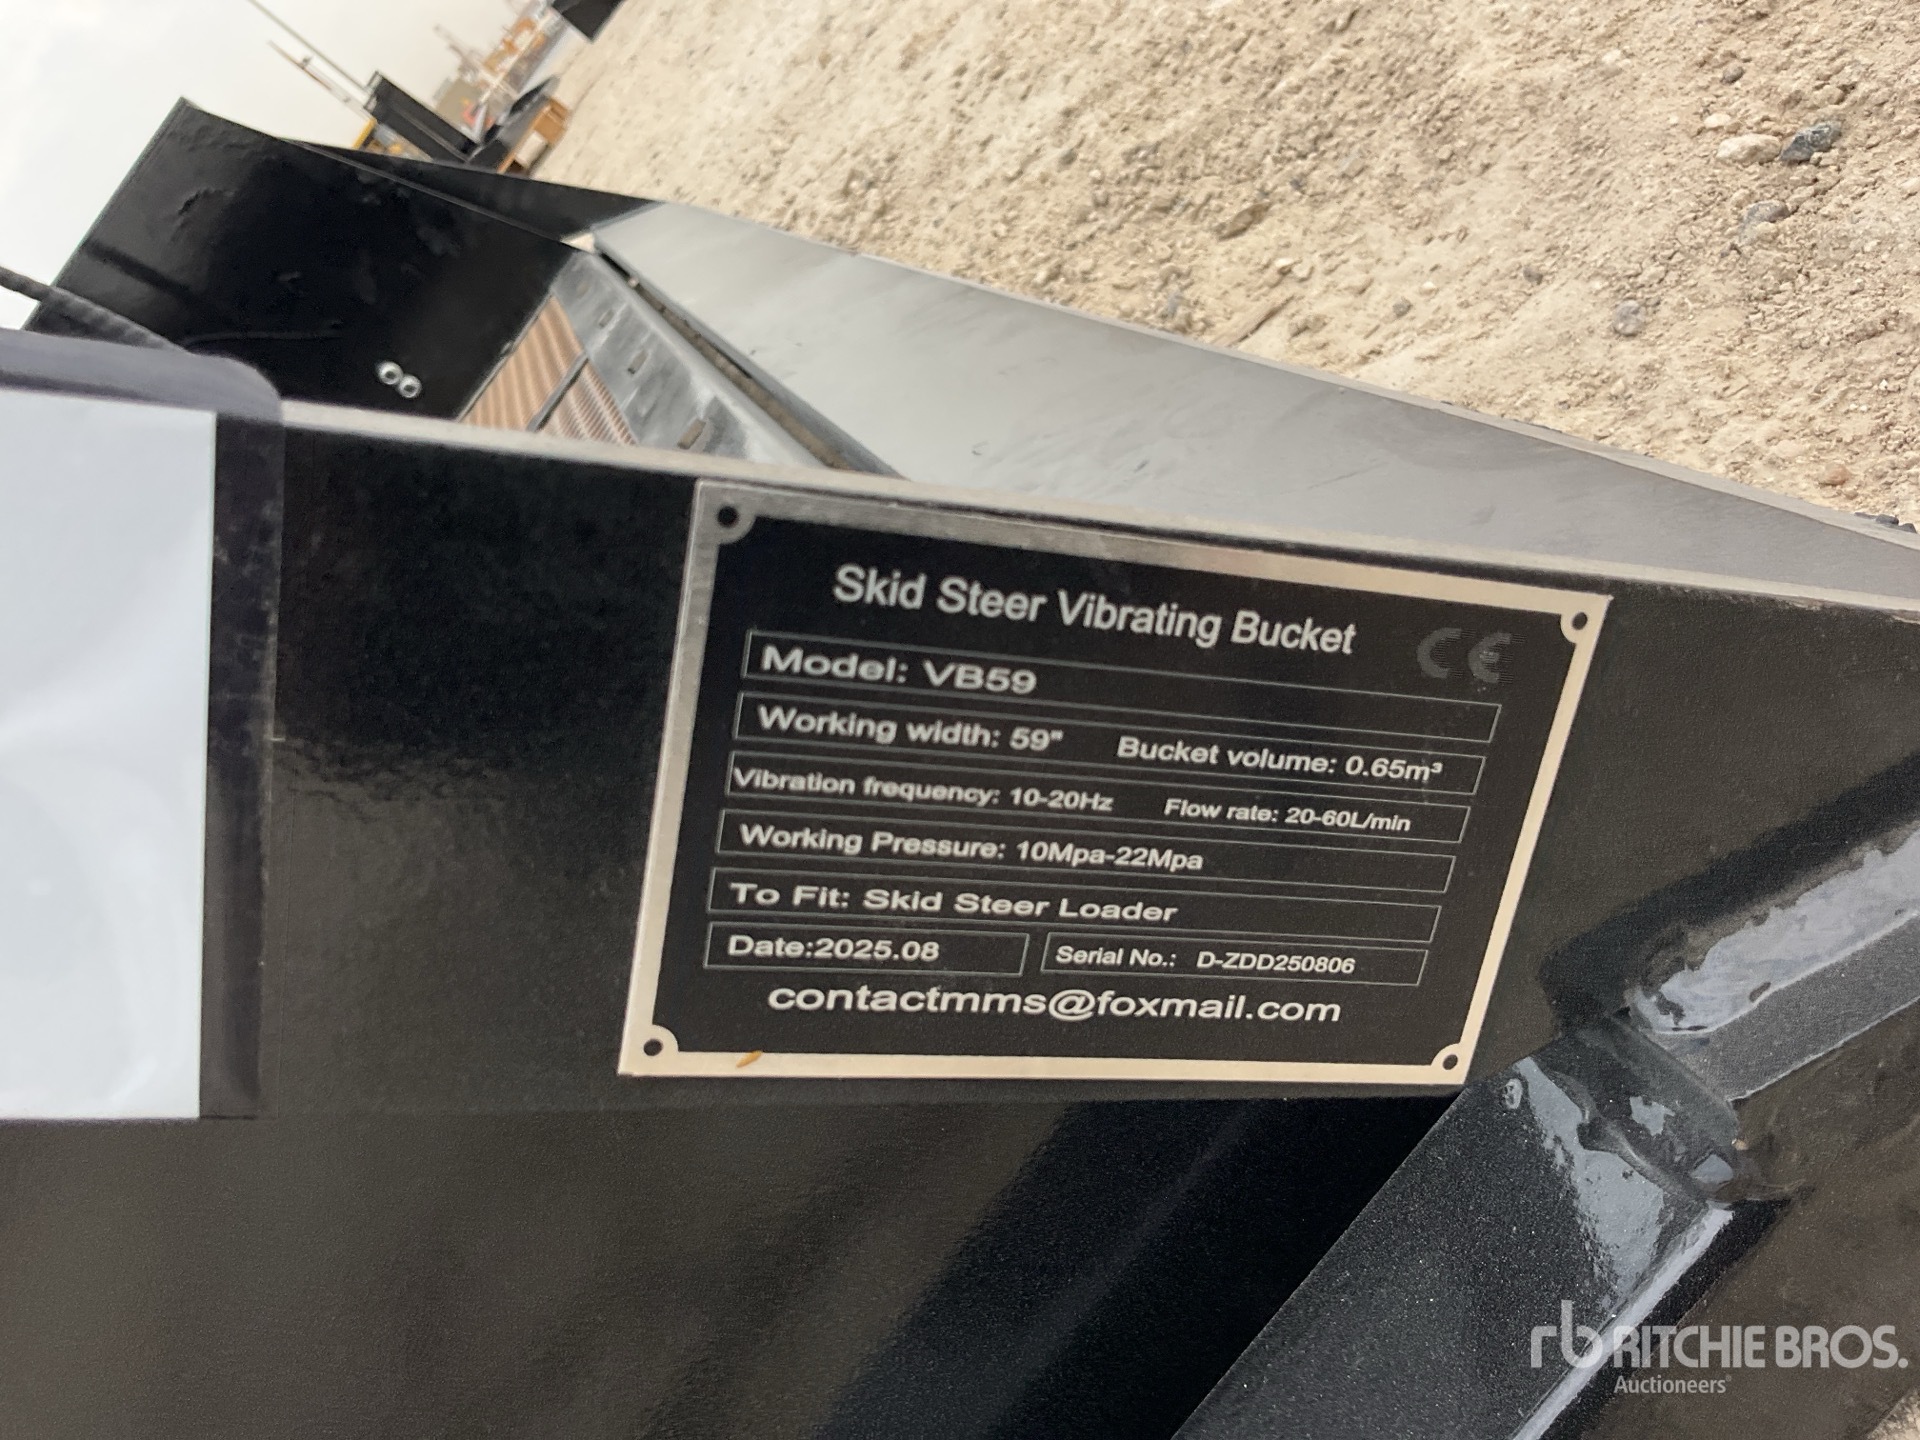 Skid Steer Vibrating Bucket CE
Model: VB59
Working width: 59" Bucket volume: 0.65m³
Vibration frequency: 10-20Hz Flow rate: 20-60L/min
Working Pressure: 10Mpa-22Mpa
To Fit: Skid Steer Loader
Date:2025.08 Serial No.: D-ZDD250806
contactmms@foxmail.com
rb RITCHIE BROS.
Auctioneers